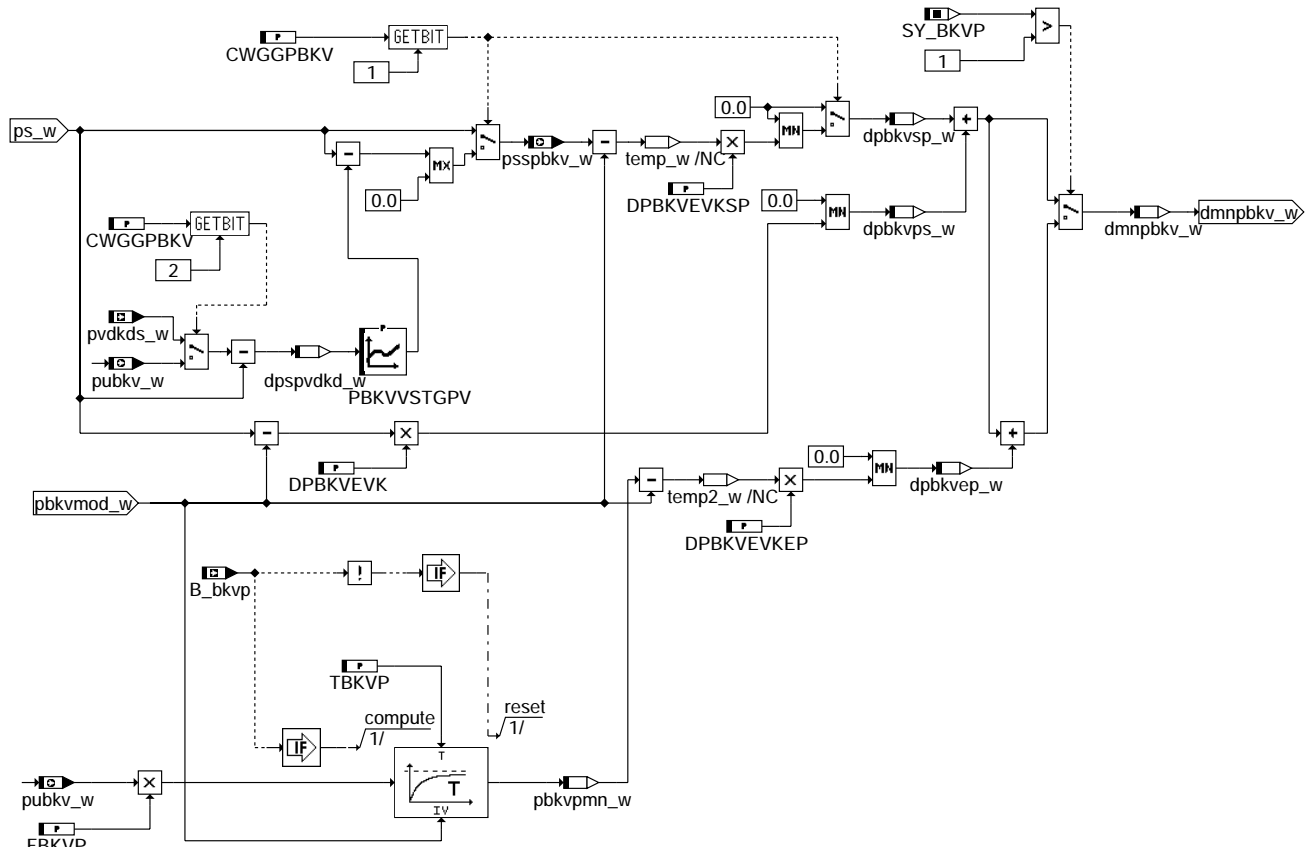 P
CWGGPBKV
GETBIT
1
SY_BKVP
1
>
ps_w
0.0
MN
MX
0.0
psspbkv_w
temp_w /NC
P
DPBKVEVKSP
dpbkvsp_w
+
0.0
MN
dpbkvps_w
dmnpbkv_w
dmnpbkv_w
P
CWGGPBKV
GETBIT
2
pvdkds_w
pubkv_w
dpspvdkd_w
P
PBKVVSTGPV
P
DPBKVEVK
+
0.0
MN
dpbkvep_w
pbkvmod_w
temp2_w /NC
P
DPBKVEVKEP
B_bkvp
!
IF
P
TBKVP
IF
compute
1/
reset
1/
T
T
IV
pubkv_w
P
FBKVP
pbkvpmn_w